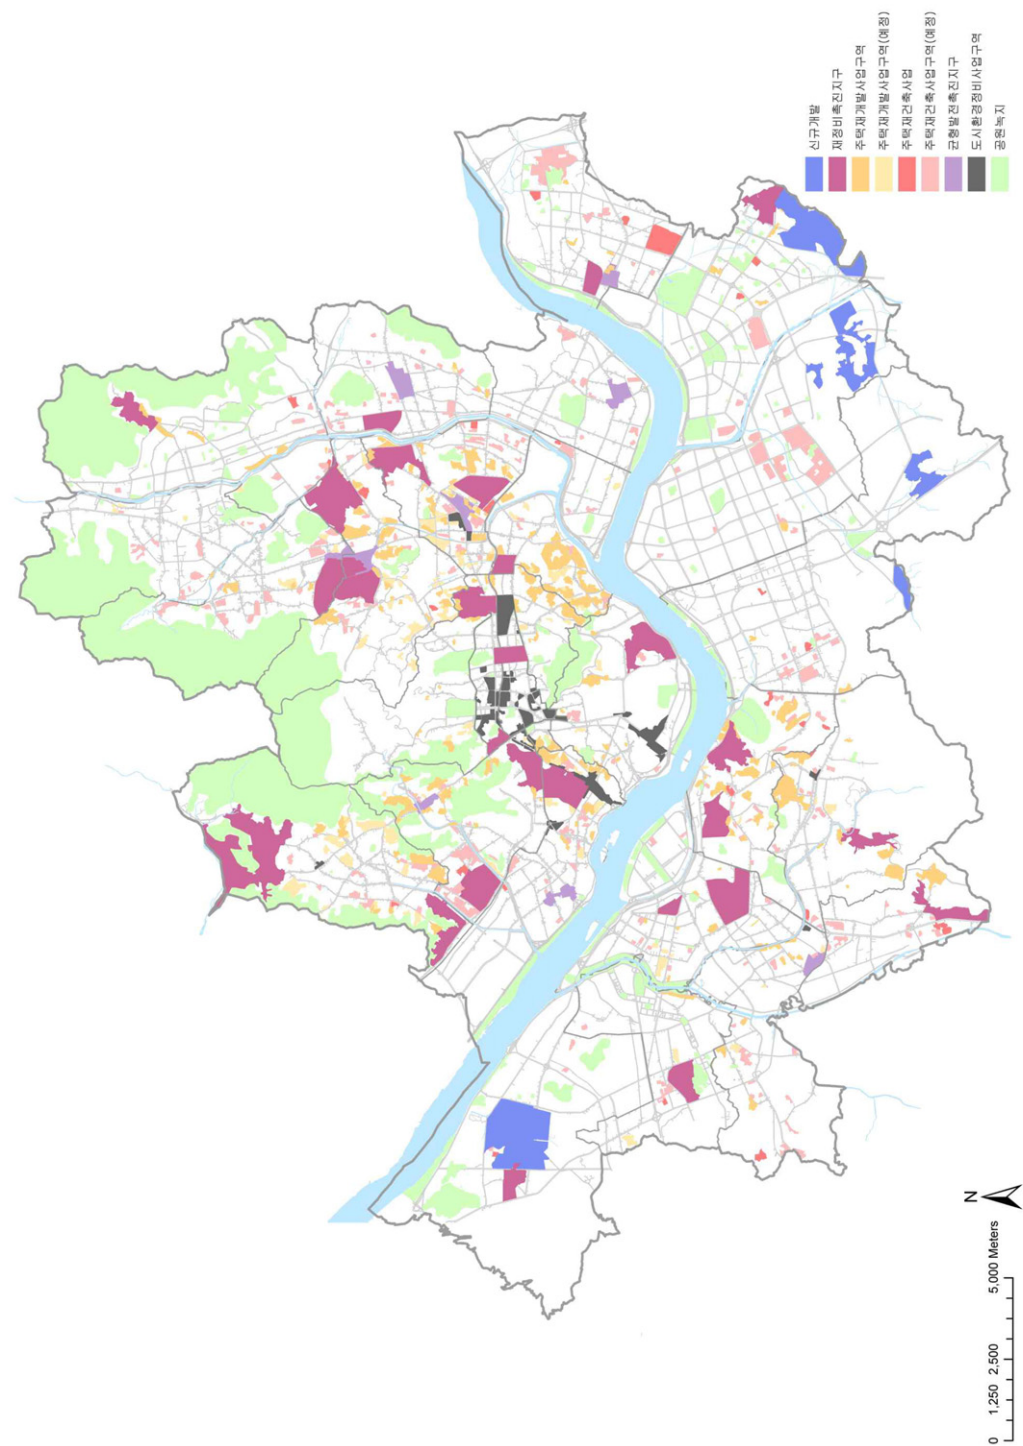 신규개발
재정비촉진지구
주택재개발사업구역
주택재개발사업구역(예정)
주택재건축사업
주택재건축사업구역(예정)
균형발전촉진지구
도시환경정비사업구역
공원녹지
N
0 1,250 2,500 5,000 Meters